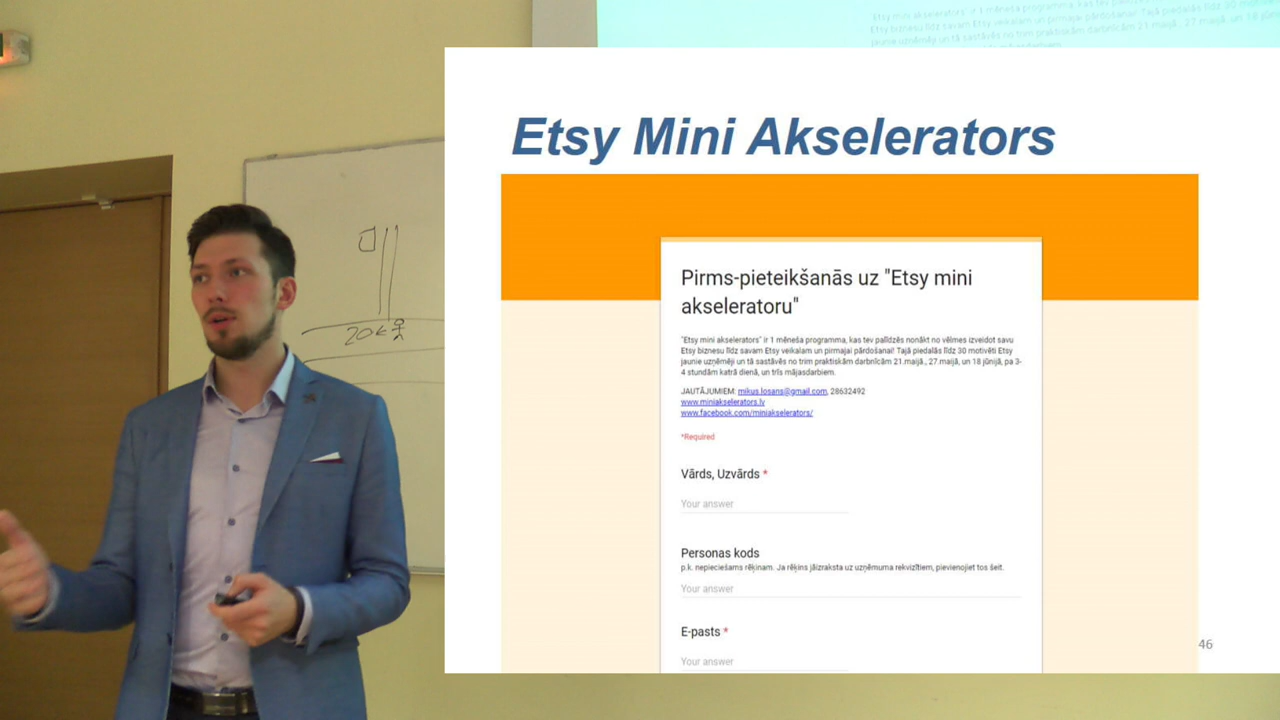 Etsy Mini Akselerators
Pirms-pieteikšanās uz "Etsy mini
akseleratoru"
"Etsy mini akselerators" ir 1 mēneša programma, kas tev palīdzēs nonākt no vēlmes izveidot savu
Etsy biznesu līdz savam Etsy veikalam un pirmajai pārdošanai! Tajā piedalās līdz 30 motivēti Etsy
jaunie uzņēmēji un tā sastāvēs no trim praktiskām darbnīcām 21.maijā., 27.maijā, un 18 jūnijā, pa 3-
4 stundām katrā dienā, un trīs mājasdarbiem.
JAUTĀJUMIEM: mikus.losans@gmail.com, 28632492
www.miniakselerators.lv
www.facebook.com/miniakselerators/
*Required
Vārds, Uzvārds *
Your answer
Personas kods
p.k. nepieciešams rēķinam. Ja rēķins jāizraksta uz uzņēmuma rekvizītiem, pievienojiet tos šeit.
Your answer
E-pasts *
Your answer
46
20k